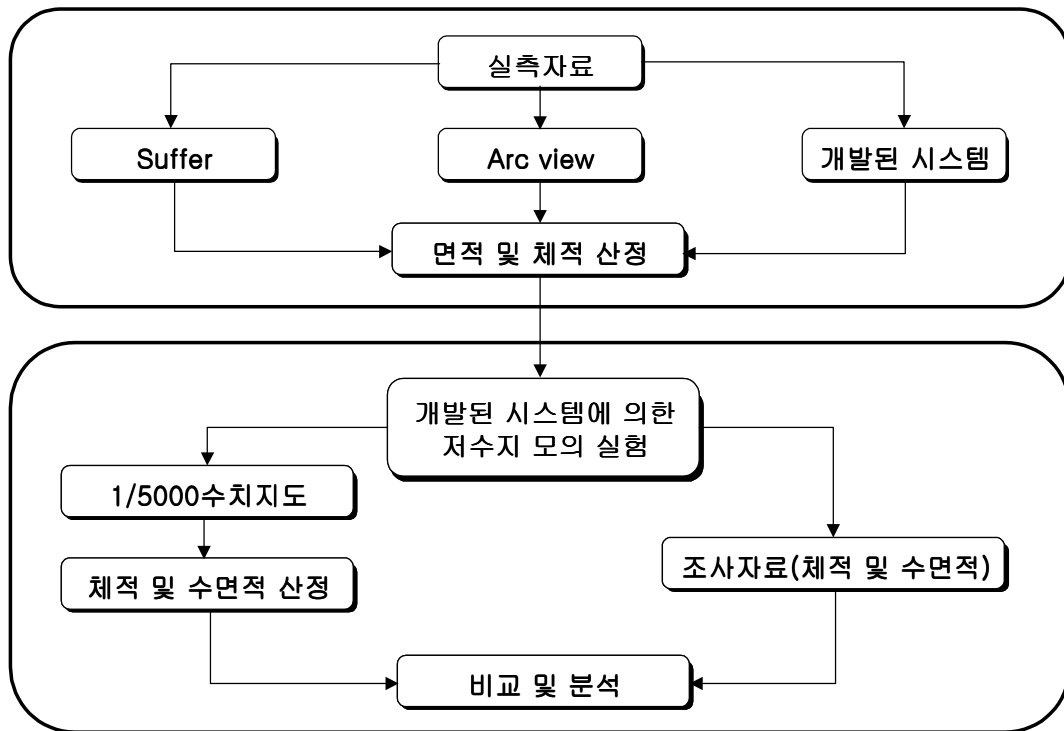 실측자료
Suffer
Arc view
개발된 시스템
면적 및 체적 산정
개발된 시스템에 의한
저수지 모의 실험
1/5000수치지도
체적 및 수면적 산정
조사자료(체적 및 수면적)
비교 및 분석